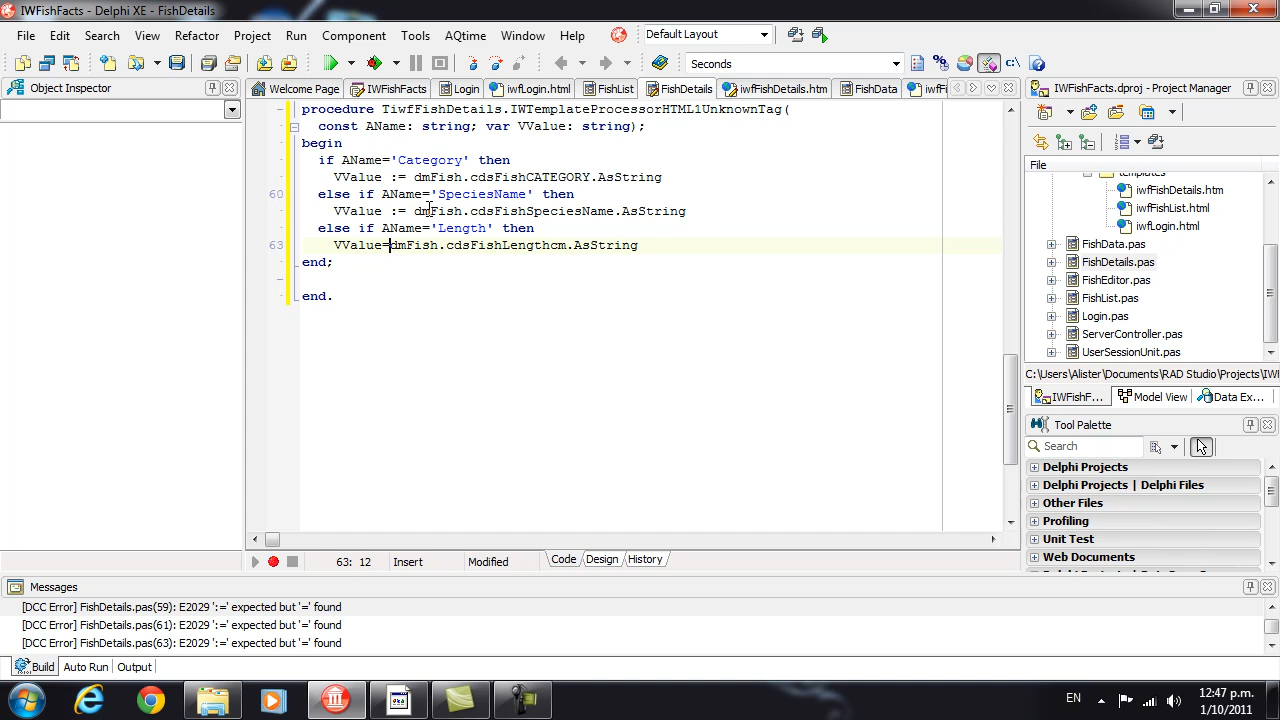 IWFishFacts - Delphi XE - FishDetails
File Edit Search View Refactor Project Run Component Tools AQtime Window Help
Default Layout
Seconds
Object Inspector
Welcome Page IWFishFacts Login iwfLogin.html FishList FishDetails iwfFishDetails.htm FishData iwfi
IWFishFacts.dproj - Project Manager
procedure TiwfFishDetails.IWTemplateProcessorHTML1UnknownTag(
const AName: string; var VValue: string);
begin
if AName='Category' then
VValue := dmFish.cdsFishCATEGORY.AsString
60 else if AName='SpeciesName' then
VValue := dmFish.cdsFishSpeciesName.AsString
else if AName='Length' then
63 VValue=dmFish.cdsFishLengthcm.AsString
end;
end.
File
templates
iwfFishDetails.htm
iwfFishList.html
iwfLogin.html
FishData.pas
FishDetails.pas
FishEditor.pas
FishList.pas
Login.pas
ServerController.pas
UserSessionUnit.pas
C:\Users\Alister\Documents\RAD Studio\Projects\IWF
IWFishF... Model View Data Ex...
Tool Palette
Search
Delphi Projects
Delphi Projects | Delphi Files
Other Files
Profiling
Unit Test
Web Documents
63: 12 Insert Modified Code Design History
Messages
[DCC Error] FishDetails.pas(59): E2029 ':=' expected but '=' found
[DCC Error] FishDetails.pas(61): E2029 ':=' expected but '=' found
[DCC Error] FishDetails.pas(63): E2029 ':=' expected but '=' found
Build Auto Run Output
EN
12:47 p.m.
1/10/2011